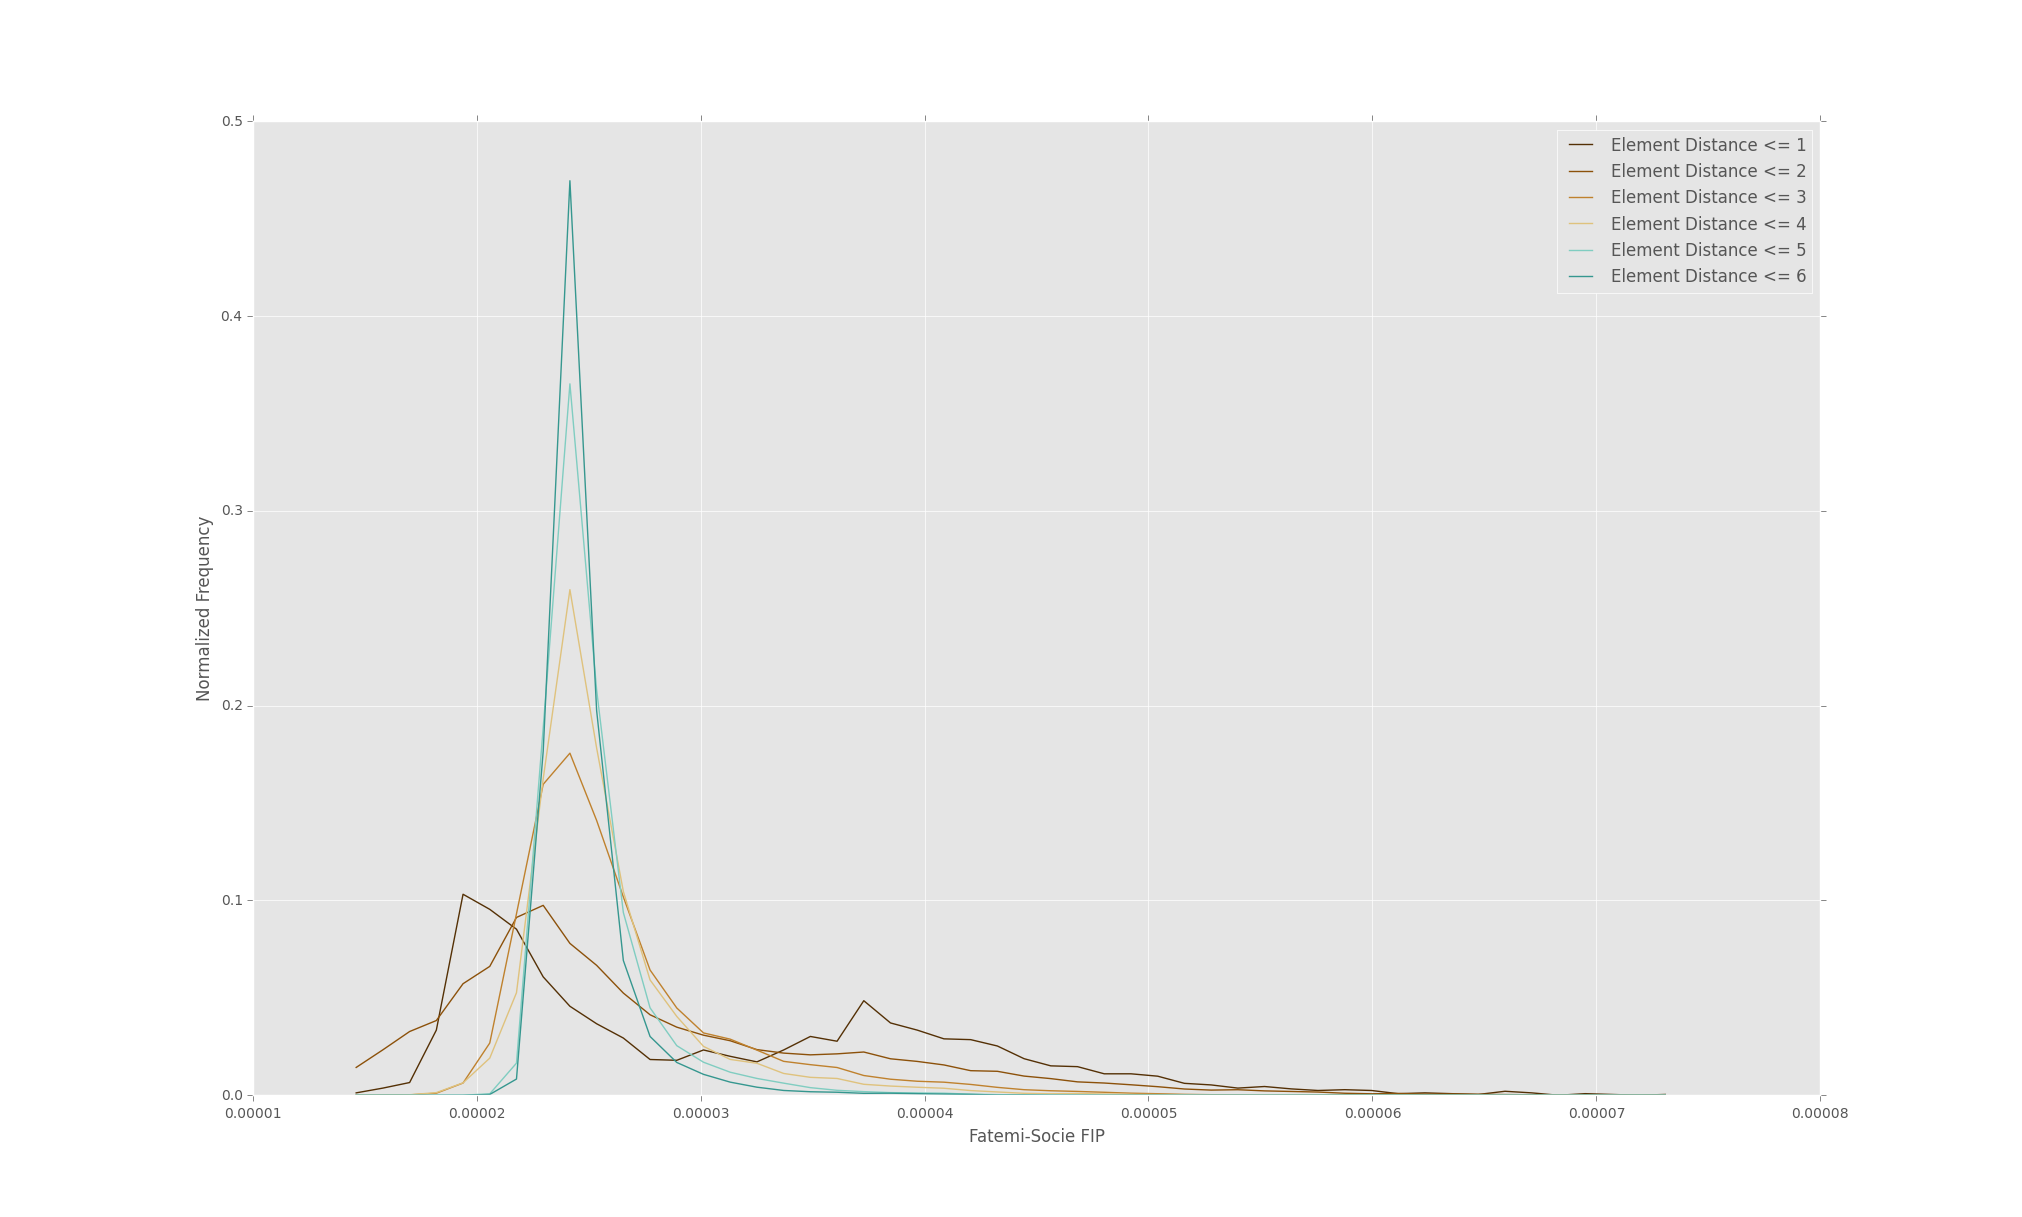 0.5
0.4
0.3
0.2
0.1
0.0
Normalized Frequency
Element Distance <= 1
Element Distance <= 2
Element Distance <= 3
Element Distance <= 4
Element Distance <= 5
Element Distance <= 6
0.00001 0.00002 0.00003 0.00004 0.00005 0.00006 0.00007 0.00008
Fatemi-Socie FIP